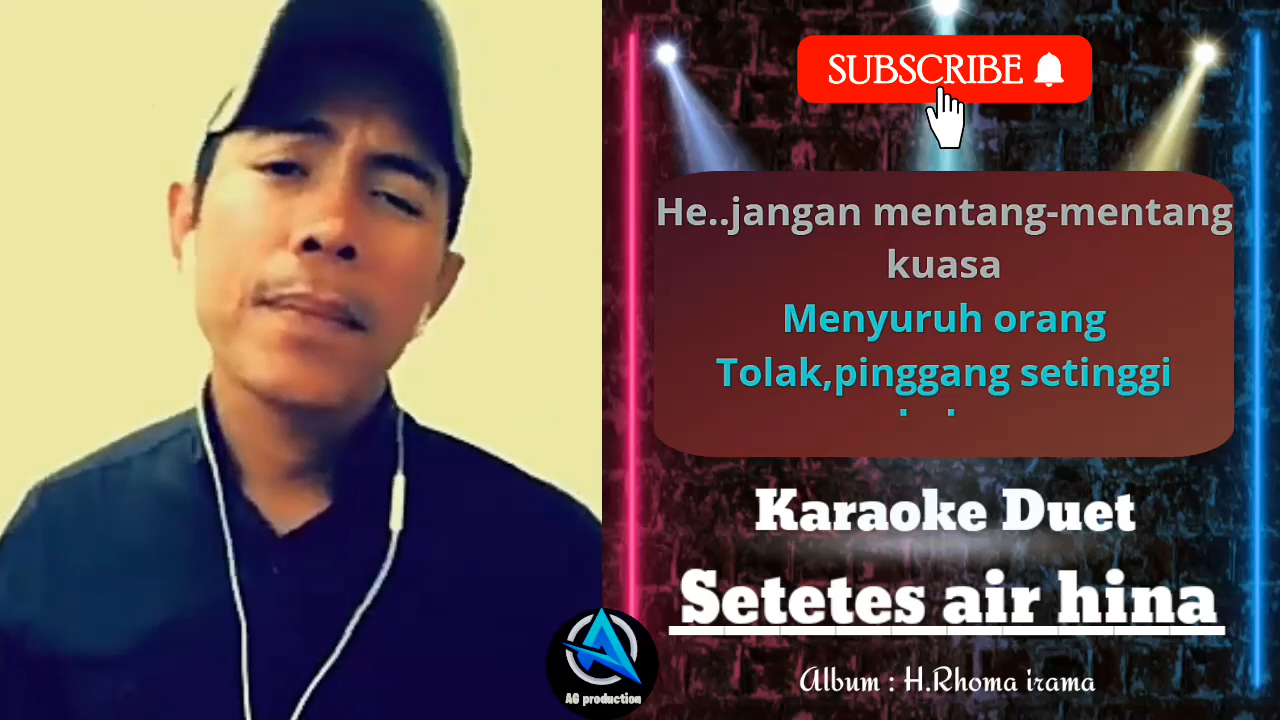 SUBSCRIBE
He..jangan mentang-mentang
kuasa
Menyuruh orang
Tolak,pinggang setinggi
Karaoke Duet
Setetes air hina
Album : H.Rhoma irama
AG production